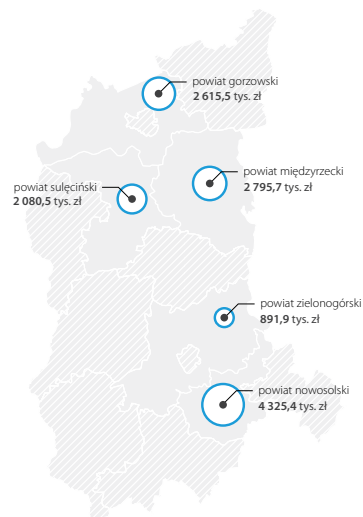 powiat gorzowski
2 615,5 tys. zł
powiat międzyrzecki
2 795,7 tys. zł
powiat sulęciński
2 080,5 tys. zł
powiat zielonogórski
891,9 tys. zł
powiat nowosolski
4 325,4 tys. zł